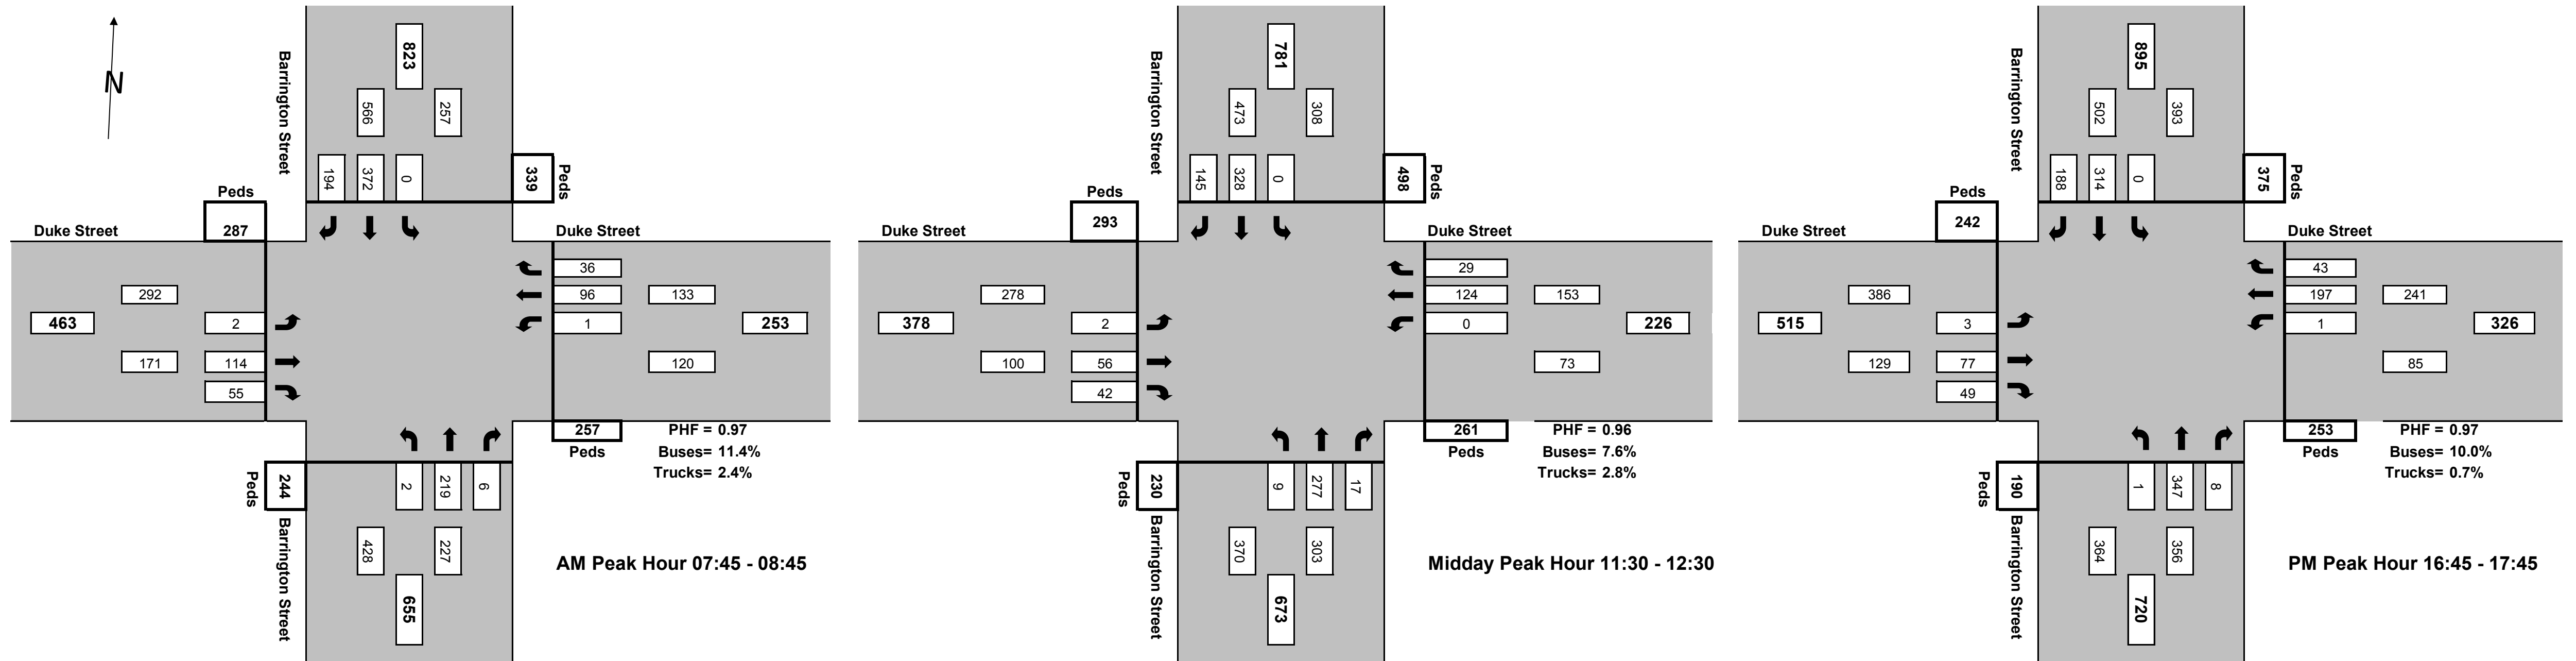 N
Barrington Street
823
566
257
194
372
0
339
Peds
Peds
287
Duke Street
Duke Street
36
96
1
133
253
120
292
463
171
2
114
55
257
Peds
PHF = 0.97
Buses= 11.4%
Trucks= 2.4%
Peds
244
2
219
6
428
227
655
Barrington Street
AM Peak Hour 07:45 - 08:45
Barrington Street
781
473
308
145
328
0
498
Peds
Peds
293
Duke Street
Duke Street
29
124
0
153
226
73
278
378
100
2
56
42
261
Peds
PHF = 0.96
Buses= 7.6%
Trucks= 2.8%
Peds
230
9
277
17
370
303
673
Barrington Street
Midday Peak Hour 11:30 - 12:30
Barrington Street
895
502
393
188
314
0
375
Peds
Peds
242
Duke Street
Duke Street
43
197
1
241
326
85
386
515
129
3
77
49
253
Peds
PHF = 0.97
Buses= 10.0%
Trucks= 0.7%
Peds
190
1
347
8
364
356
720
Barrington Street
PM Peak Hour 16:45 - 17:45